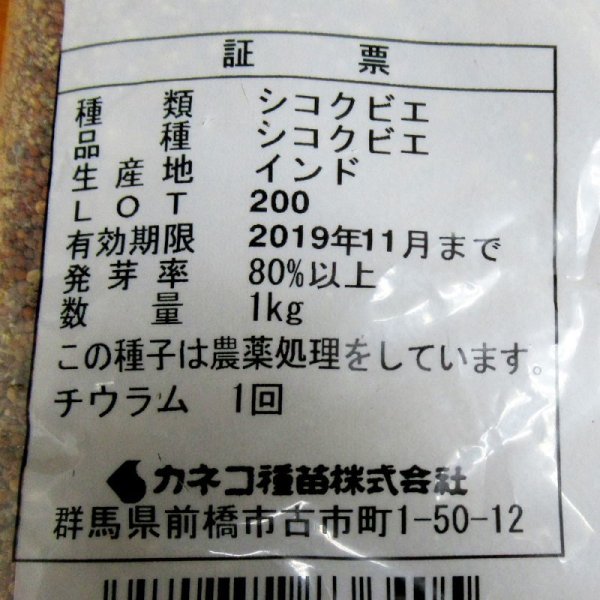 証 票
種 類 シコクビエ
品 種 シコクビエ
生 産 地 インド
L O T 200
有効期限 2019年11月まで
発 芽 率 80%以上
数 量 1kg
この種子は農薬処理をしています。
チウラム 1回
カネコ種苗株式会社
群馬県前橋市古市町1-50-12